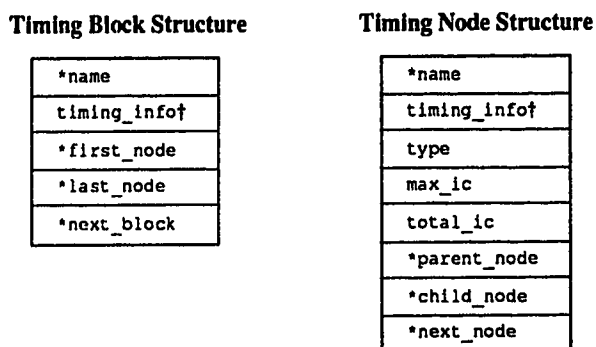 Timing Block Structure
*name
timing_info†
*first_node
*last_node
*next_block
Timing Node Structure
*name
timing_info†
type
max_ic
total_ic
*parent_node
*child_node
*next_node